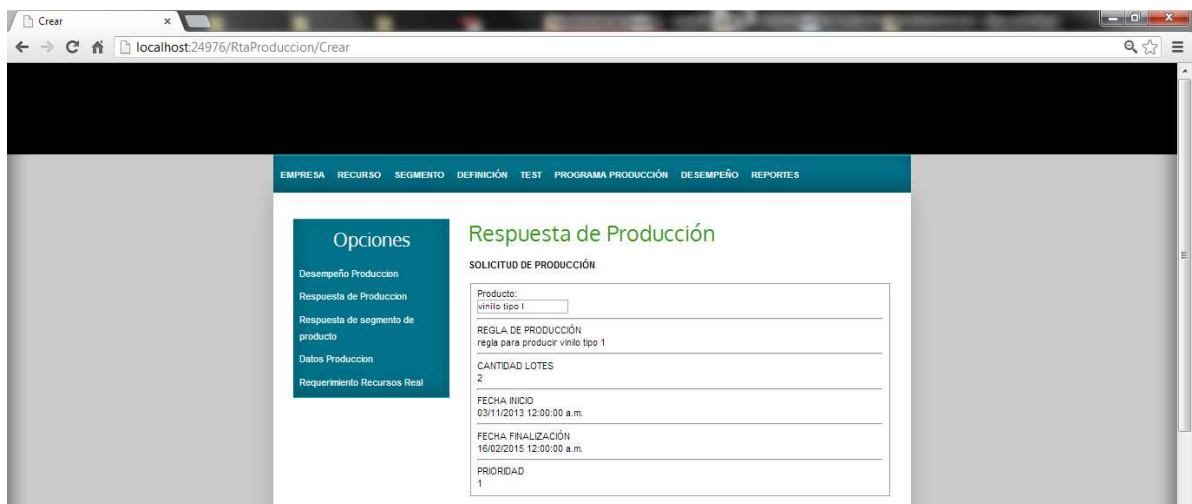 Crear
localhost:24976/RtaProduccion/Crear
EMPRESA RECURSO SEGMENTO DEFINICIÓN TEST PROGRAMA PRODUCCIÓN DESEMPEÑO REPORTES
Opciones
Desempeño Produccion
Respuesta de Produccion
Respuesta de segmento de
producto
Datos Produccion
Requerimiento Recursos Real
Respuesta de Producción
SOLICITUD DE PRODUCCIÓN
Producto:
vinilo tipo I
REGLA DE PRODUCCIÓN
regla para producir vinilo tipo 1
CANTIDAD LOTES
2
FECHA INICIO
03/11/2013 12:00:00 a.m.
FECHA FINALIZACIÓN
16/02/2015 12:00:00 a.m.
PRIORIDAD
1